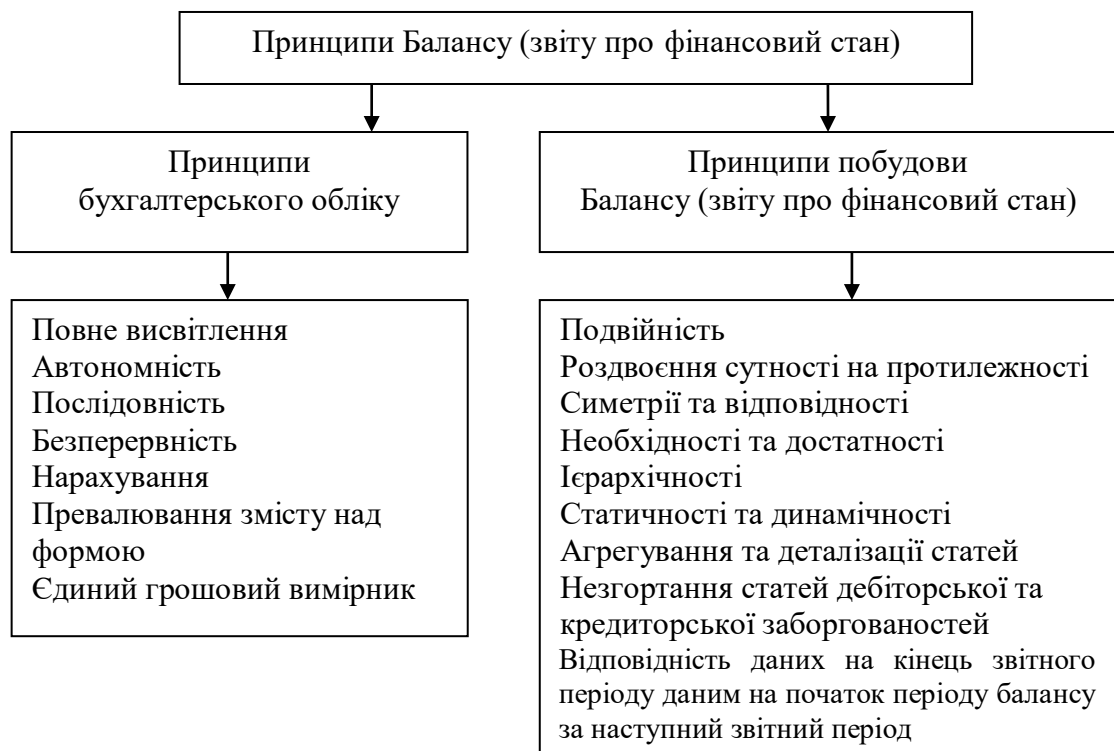 Принципи Балансу (звіту про фінансовий стан)
Принципи
бухгалтерського обліку
Принципи побудови
Балансу (звіту про фінансовий стан)
Повне висвітлення
Автономність
Послідовність
Безперервність
Нарахування
Превалювання змісту над
формою
Єдиний грошовий вимірник
Подвійність
Роздвоєння сутності на протилежності
Симетрії та відповідності
Необхідності та достатності
Ієрархічності
Статичності та динамічності
Агрегування та деталізації статей
Незгортання статей дебіторської та
кредиторської заборгованостей
Відповідність даних на кінець звітного
періоду даним на початок періоду балансу
за наступний звітний період